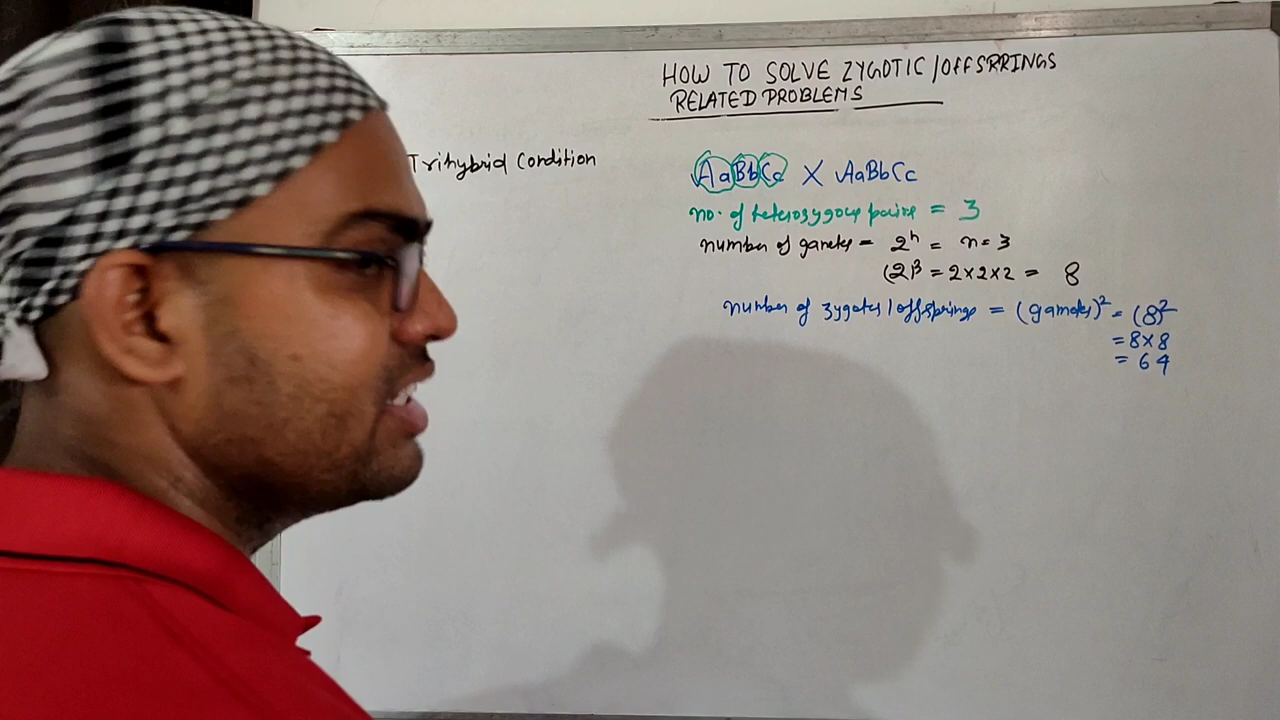 HOW TO SOLVE ZYGOTIC/OFFSRRINGS
RELATED PROBLEMS
Trihybrid Condition
AaBbCc X AaBbCc
no. of heterozygous pairs = 3
number of gametes = 2ⁿ = n = 3
(2)³ = 2×2×2 = 8
number of zygotes/offsprings = (gametes)² = (8)²
= 8×8
= 64